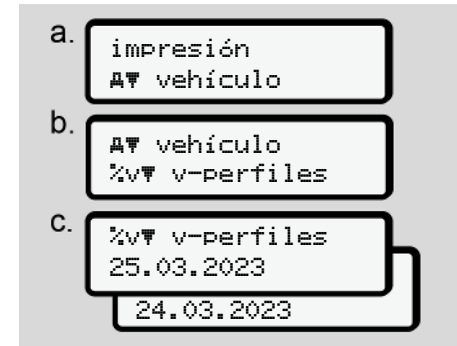 a.
impresión
A▼ vehículo
b.
A▼ vehículo
%v▼ v-perfiles
c.
%v▼ v-perfiles
25.03.2023
24.03.2023